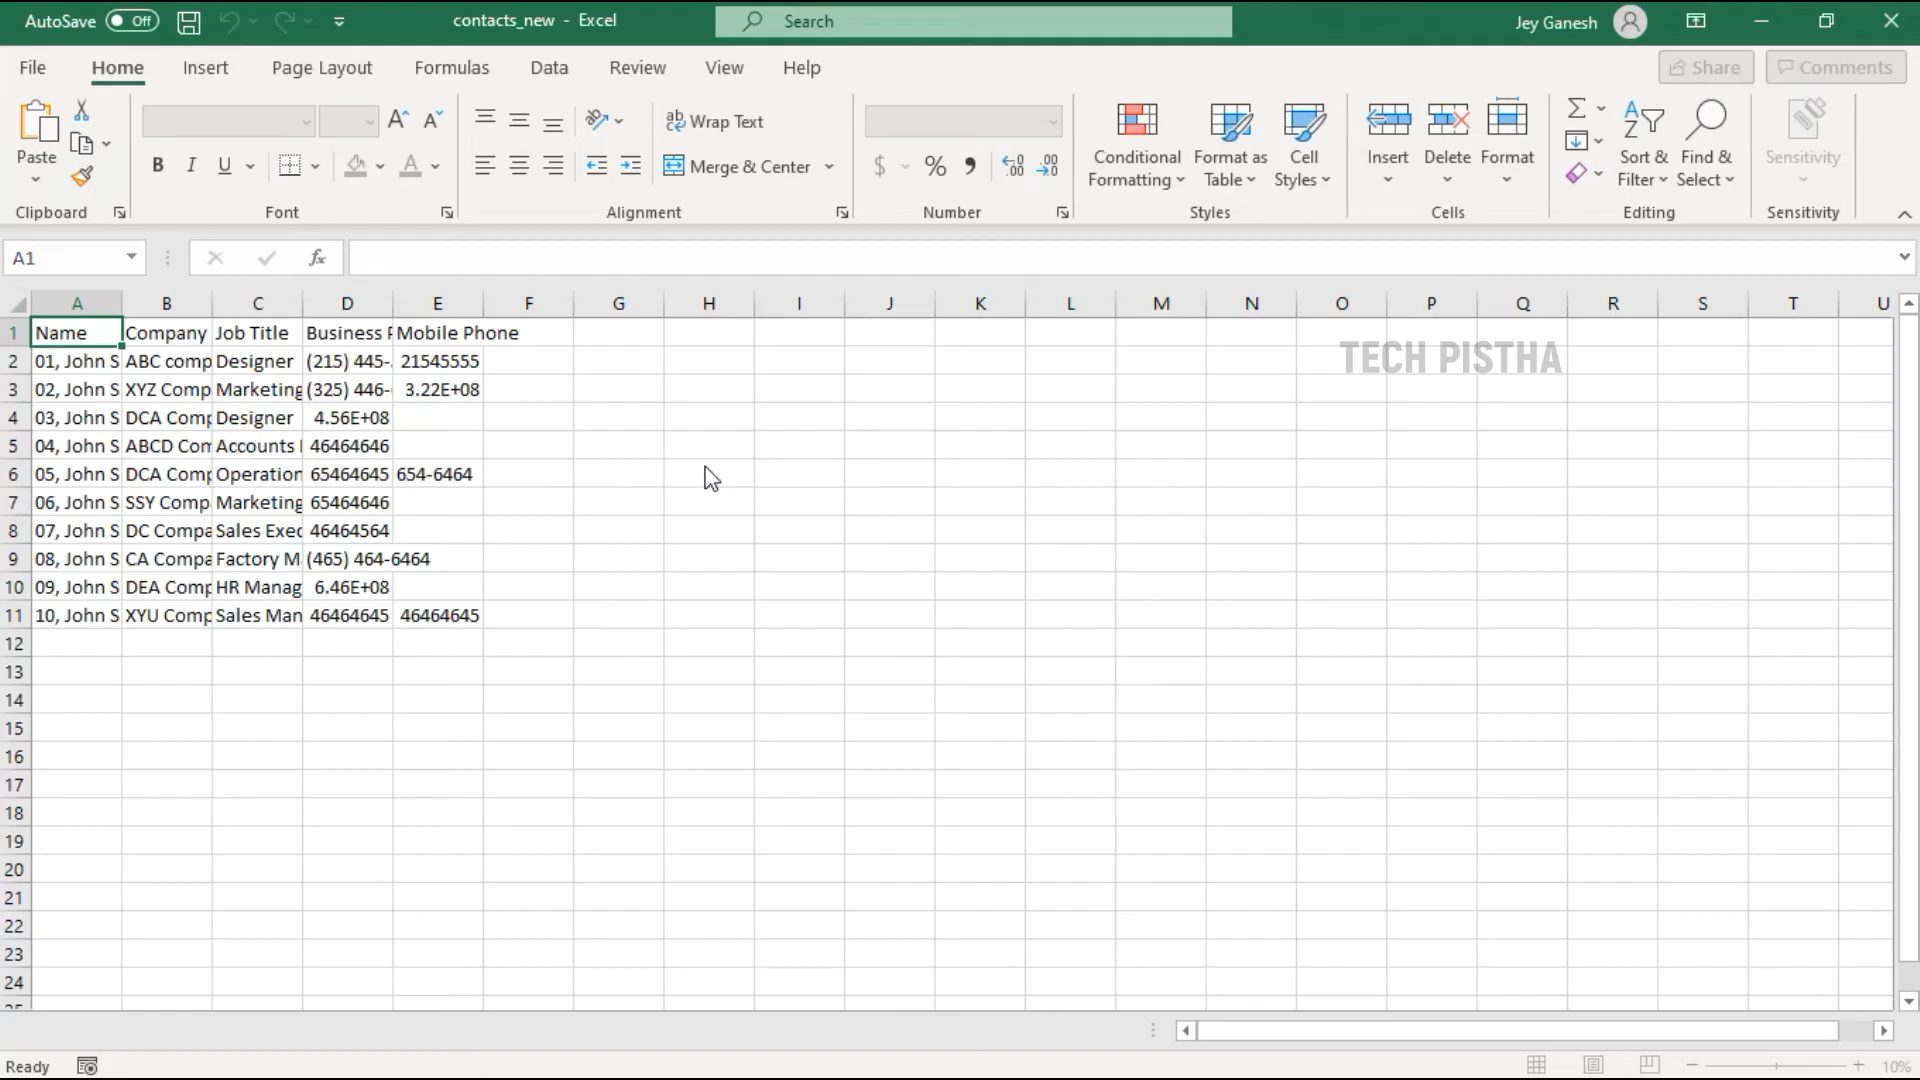 AutoSave Off contacts_new - Excel Search Jey Ganesh
File Home Insert Page Layout Formulas Data Review View Help Share Comments
Paste
Clipboard
B I U
Font
ab Wrap Text
Merge & Center
Alignment
$ % 9
Number
Conditional Formatting
Format as Table
Cell Styles
Styles
Insert Delete Format
Cells
Sort & Filter
Find & Select
Editing
Sensitivity
Sensitivity
A1 fx
A B C D E F G H I J K L M N O P Q R S T U
1 Name Company Job Title Business Mobile Phone
2 01, John S ABC comp Designer (215) 445- 21545555
3 02, John S XYZ Comp Marketing (325) 446- 3.22E+08
4 03, John S DCA Comp Designer 4.56E+08
5 04, John S ABCD Com Accounts 46464646
6 05, John S DCA Comp Operation 65464645 654-6464
7 06, John S SSY Comp Marketing 65464646
8 07, John S DC Compa Sales Exec 46464564
9 08, John S CA Compa Factory M (465) 464-6464
10 09, John S DEA Comp HR Manag 6.46E+08
11 10, John S XYU Comp Sales Man 46464645 46464645
12
13
14
15
16
17
18
19
20
21
22
23
24
TECH PISTHA
Ready 10%